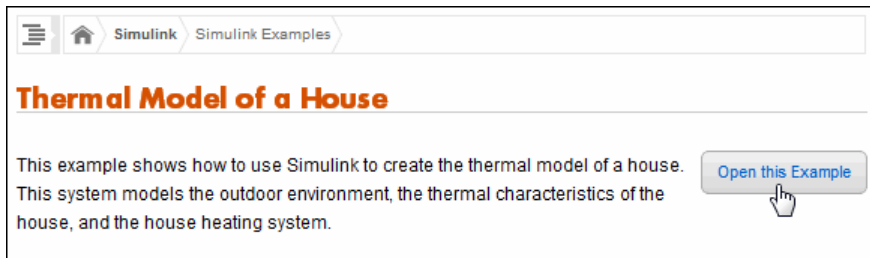 Simulink Simulink Examples
Thermal Model of a House
This example shows how to use Simulink to create the thermal model of a house.
Open this Example
This system models the outdoor environment, the thermal characteristics of the
house, and the house heating system.